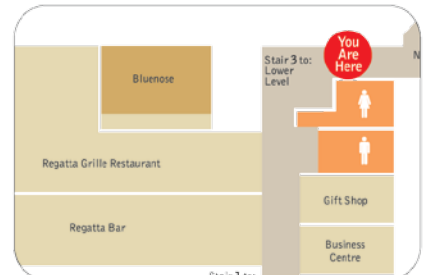 You
Are
Here
Stair 3 to:
Lower
Level
N
Bluenose
Regatta Grille Restaurant
Gift Shop
Regatta Bar
Business
Centre